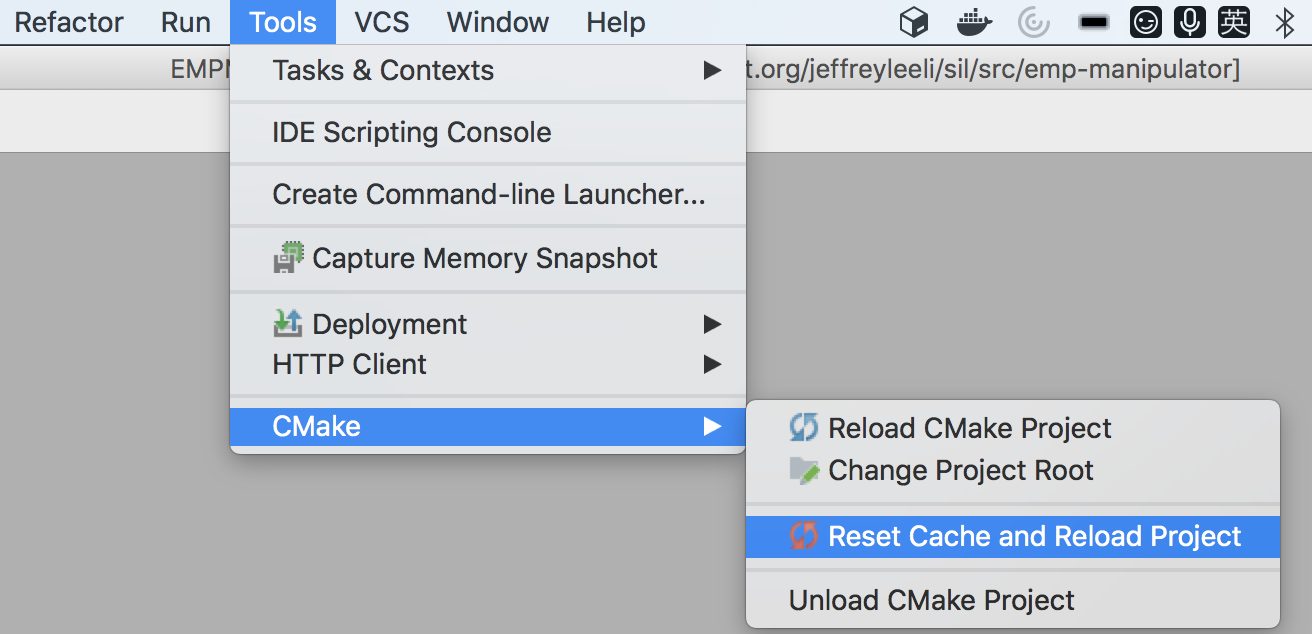 Refactor Run Tools VCS Window Help 英
EMP t.org/jeffreyleeli/sil/src/emp-manipulator]
Tasks & Contexts
IDE Scripting Console
Create Command-line Launcher...
Capture Memory Snapshot
Deployment
HTTP Client
CMake
Reload CMake Project
Change Project Root
Reset Cache and Reload Project
Unload CMake Project